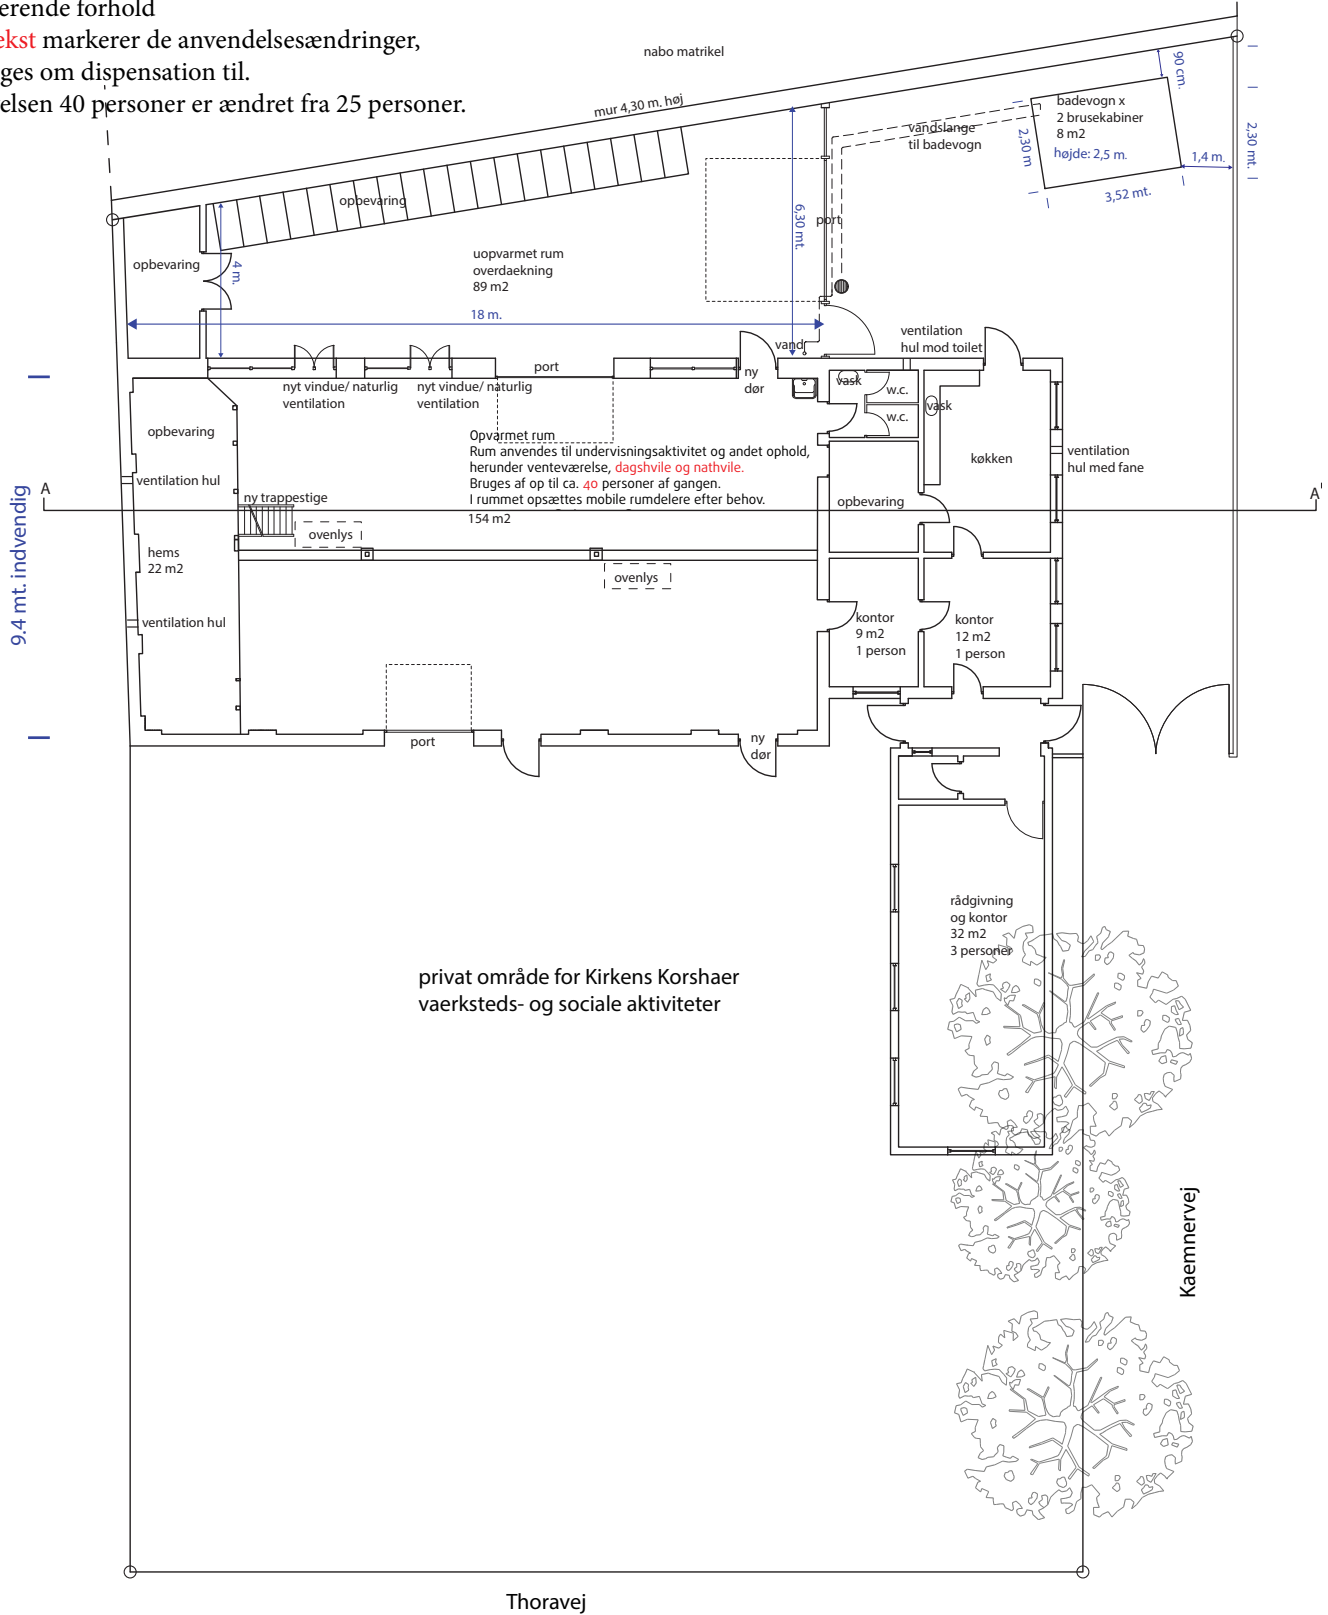 erende forhold
ekst markerer de anvendelsesændringer,
ges om dispensation til.
elsen 40 personer er ændret fra 25 personer.
nabo matrikel
mur 4,30 m. høj
90 cm.
badevogn x
2 brusekabiner
8 m2
højde: 2,5 m.
2,30 m
3,52 mt.
1,4 m.
2,30 mt.
vandslange
til badevogn
opbevaring
port
6,30 mt.
opbevaring
4 m.
uopvarmet rum
overdaekning
89 m2
18 m.
vand
ventilation
hul mod toilet
port
nyt vindue/ naturlig
ventilation
nyt vindue/ naturlig
ventilation
ny
dør
vask
w.c.
w.c.
vask
køkken
ventilation
hul med fane
opbevaring
ventilation hul
Opvarmet rum
Rum anvendes til undervisningsaktivitet og andet ophold,
herunder venteværelse, dagshvile og nathvile.
Bruges af op til ca. 40 personer af gangen.
I rummet opsættes mobile rumdelere efter behov.
154 m2
opbevaring
A
A'
ny trappestige
ovenlys
9.4 mt. indvendig
hems
22 m2
ovenlys
ventilation hul
kontor
9 m2
1 person
kontor
12 m2
1 person
port
ny
dør
rådgivning
og kontor
32 m2
3 personer
privat område for Kirkens Korshaer
vaerksteds- og sociale aktiviteter
Kaemnervej
Thoravej